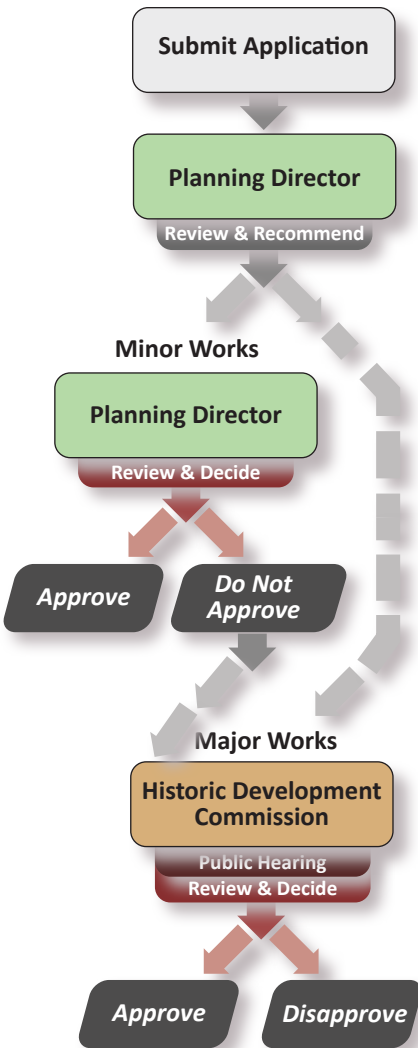 Submit Application
Planning Director
Review & Recommend
Minor Works
Planning Director
Review & Decide
Approve
Do Not
Approve
Major Works
Historic Development
Commission
Public Hearing
Review & Decide
Approve
Disapprove